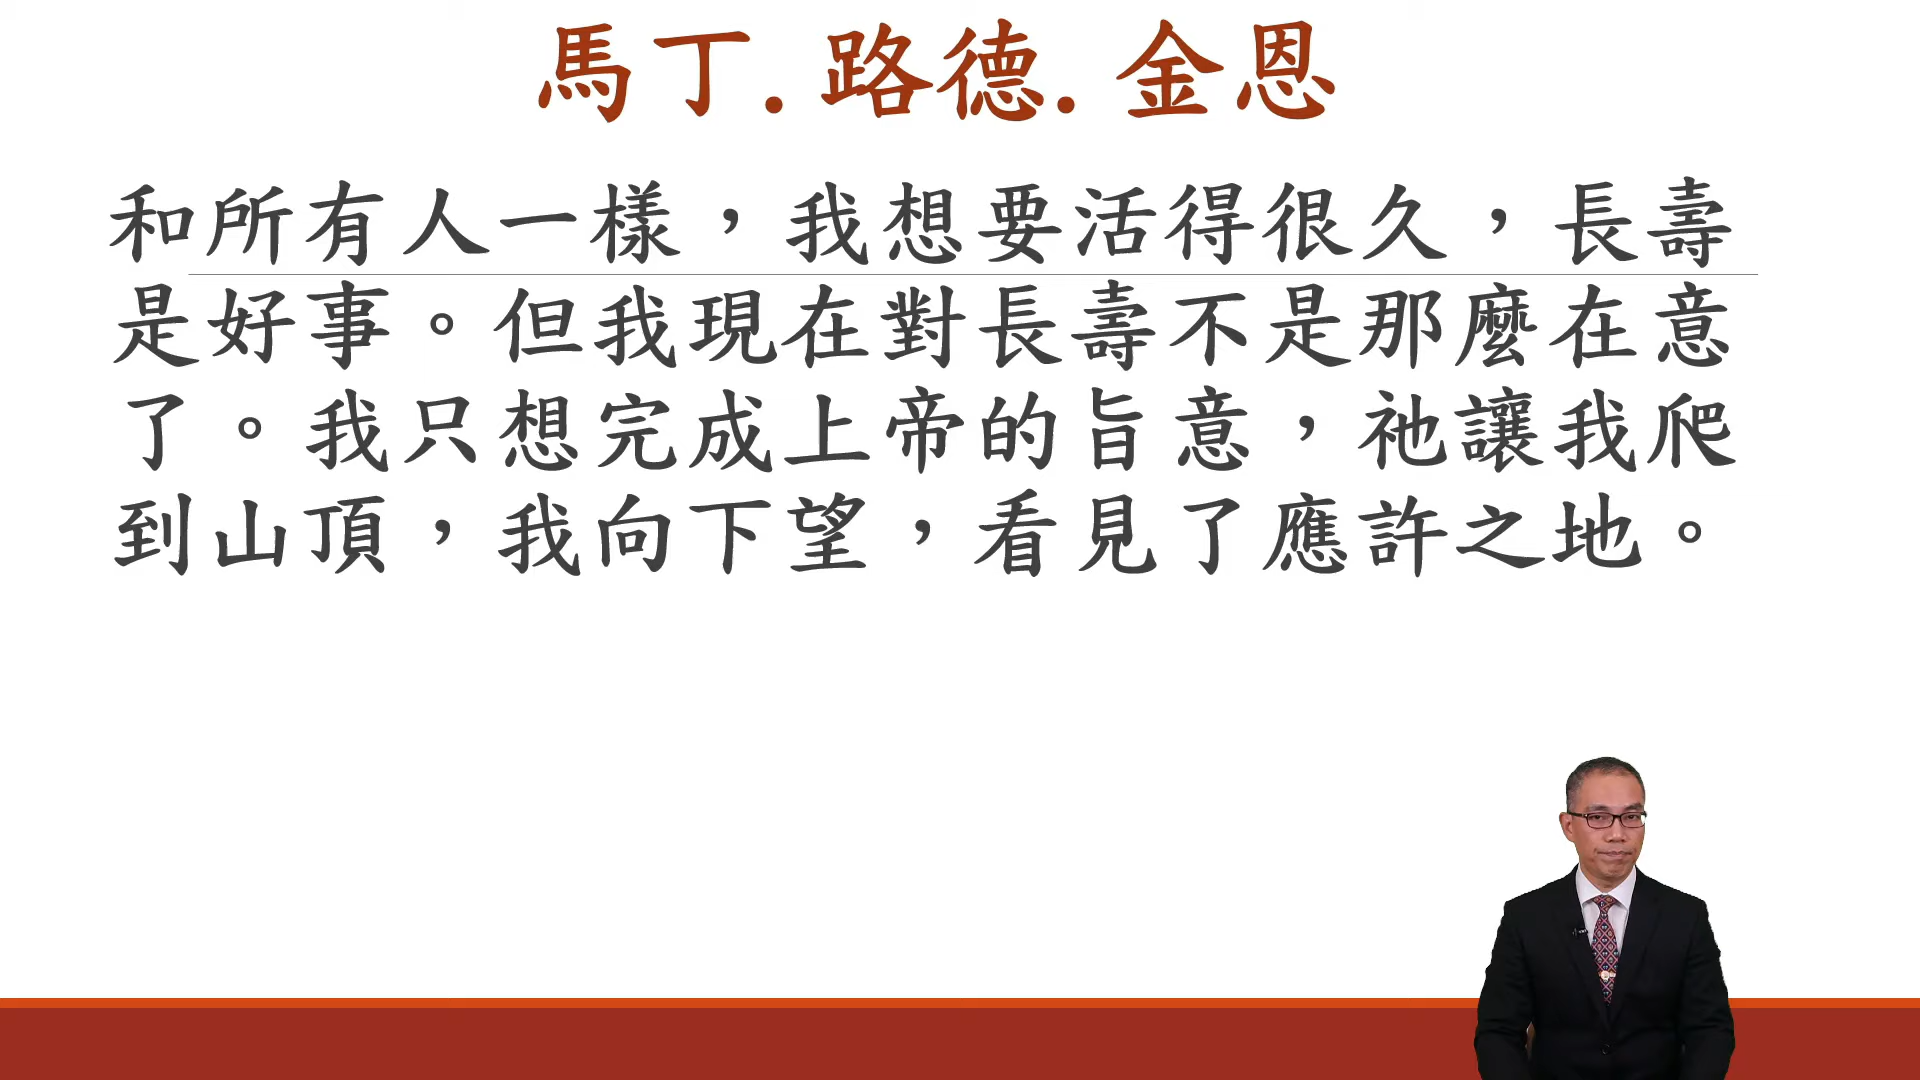 馬丁.路德.金恩
和所有人一樣，我想要活得很久，長壽
是好事。但我現在對長壽不是那麼在意
了。我只想完成上帝的旨意，祂讓我爬
到山頂，我向下望，看見了應許之地。